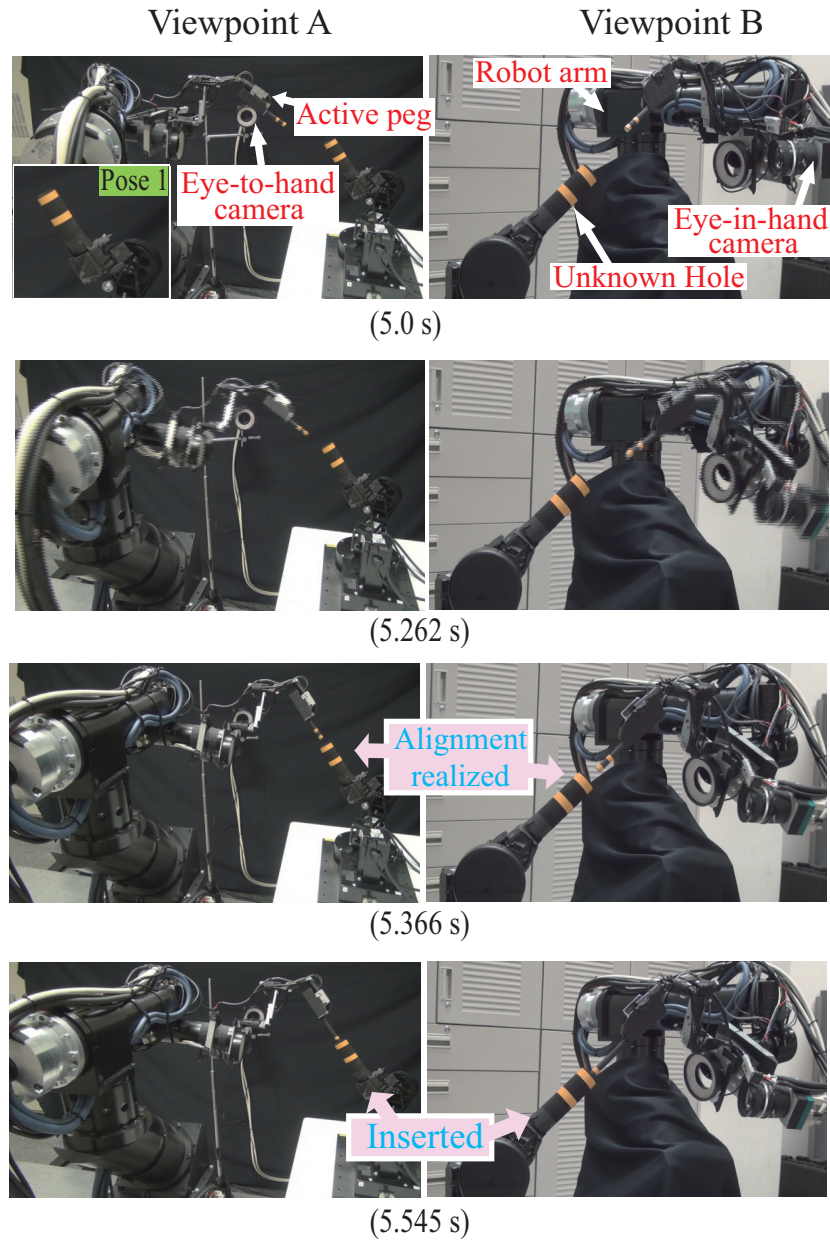 Viewpoint A
Viewpoint B
Robot arm
Active peg
Pose 1
Eye-to-hand
camera
Eye-in-hand
camera
Unknown Hole
(5.0 s)
(5.262 s)
Alignment
realized
(5.366 s)
Inserted
(5.545 s)